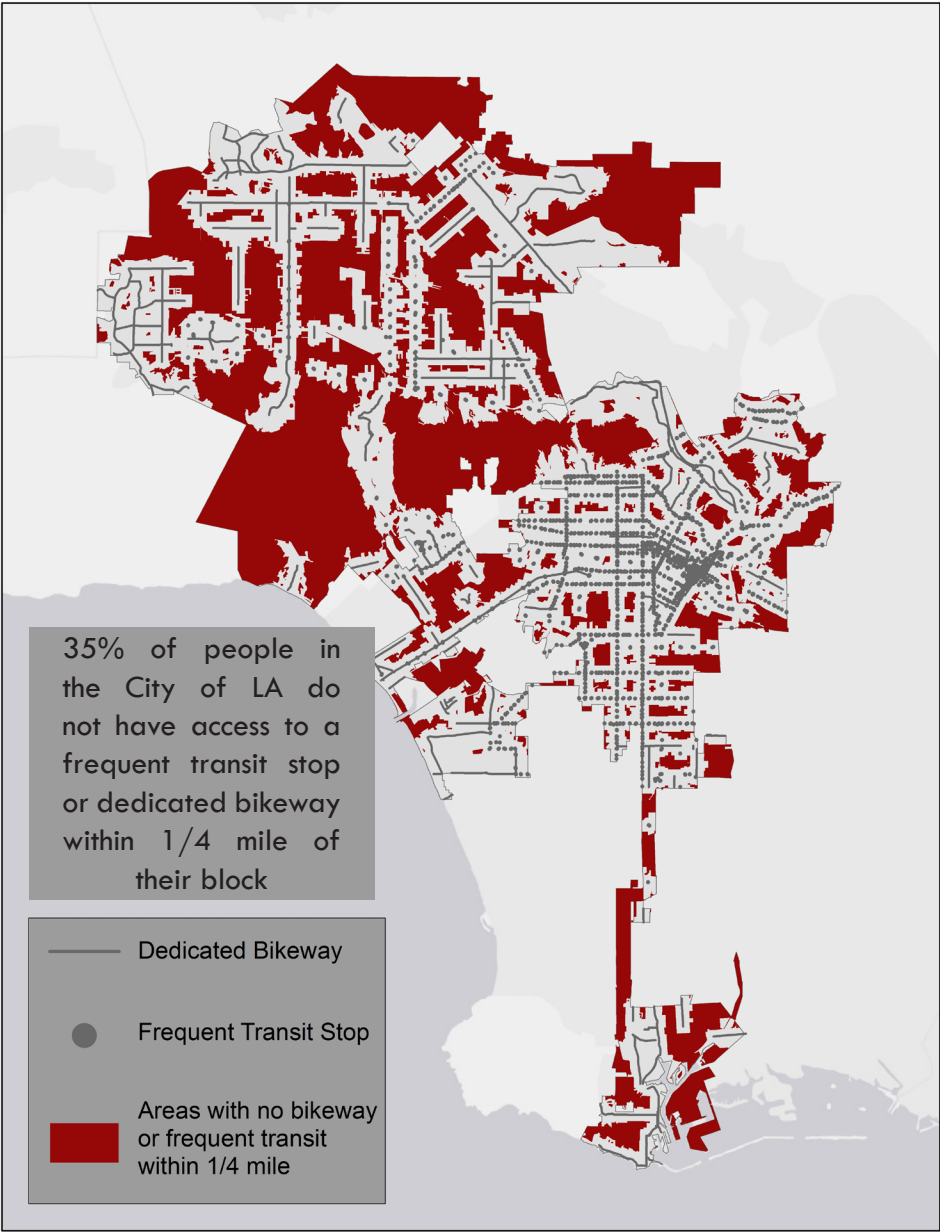 35% of people in
the City of LA do
not have access to a
frequent transit stop
or dedicated bikeway
within 1/4 mile of
their block
Dedicated Bikeway
Frequent Transit Stop
Areas with no bikeway
or frequent transit
within 1/4 mile